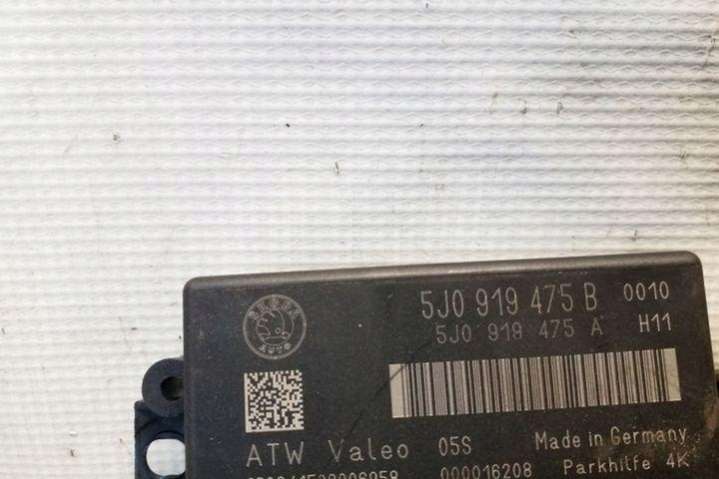 5J0 919 475 B 0010
5J0 919 475 A H11
ATW Valeo 05S Made in Germany
000016208 Parkhilfe 4K